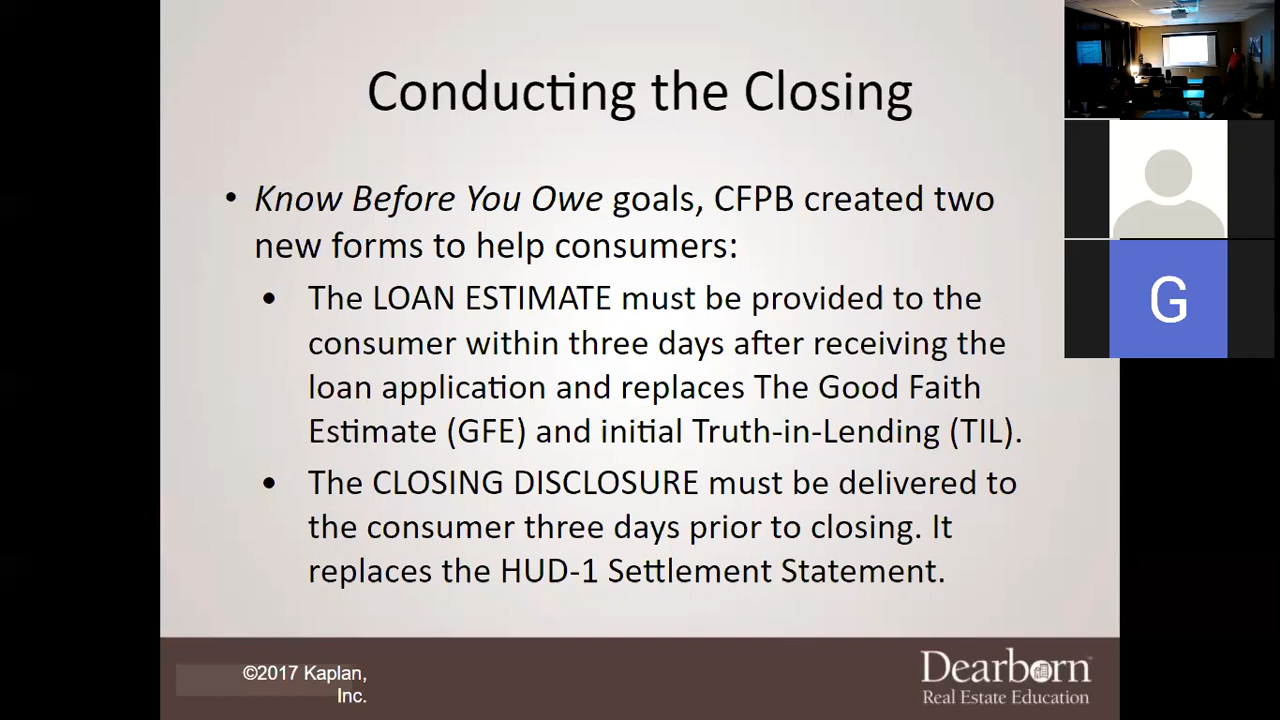 Conducting the Closing
• Know Before You Owe goals, CFPB created two
new forms to help consumers:
• The LOAN ESTIMATE must be provided to the
consumer within three days after receiving the
loan application and replaces The Good Faith
Estimate (GFE) and initial Truth-in-Lending (TIL).
• The CLOSING DISCLOSURE must be delivered to
the consumer three days prior to closing. It
replaces the HUD-1 Settlement Statement.
©2017 Kaplan,
Inc.
Dearborn™
Real Estate Education
G